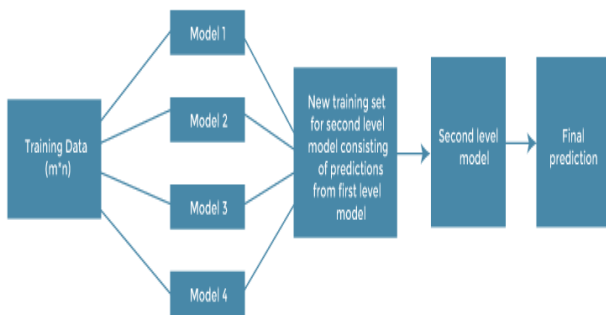 Training Data
(m*n)
Model 1
Model 2
Model 3
Model 4
New training set
for second level
model consisting
of predictions
from first level
model
Second level
model
Final
prediction